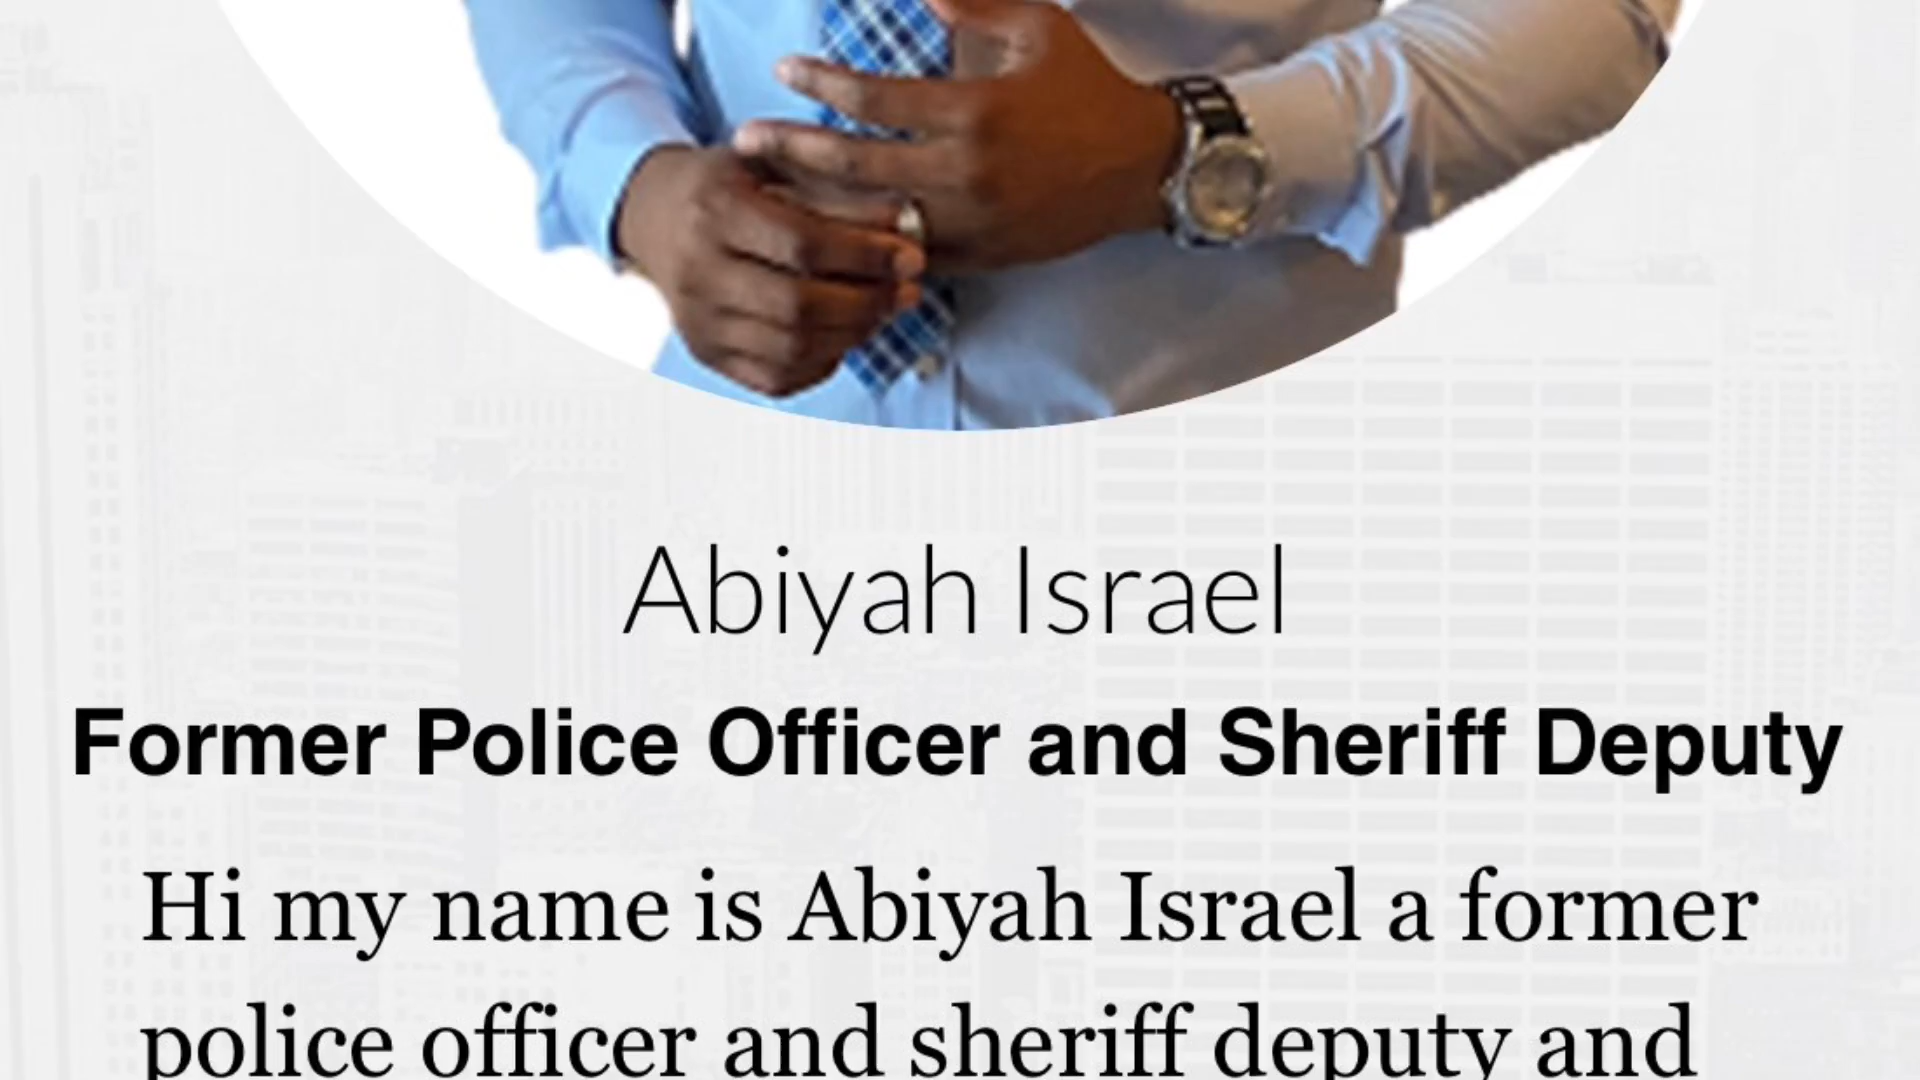 Abiyah Israel
Former Police Officer and Sheriff Deputy
Hi my name is Abiyah Israel a former
police officer and sheriff deputy and